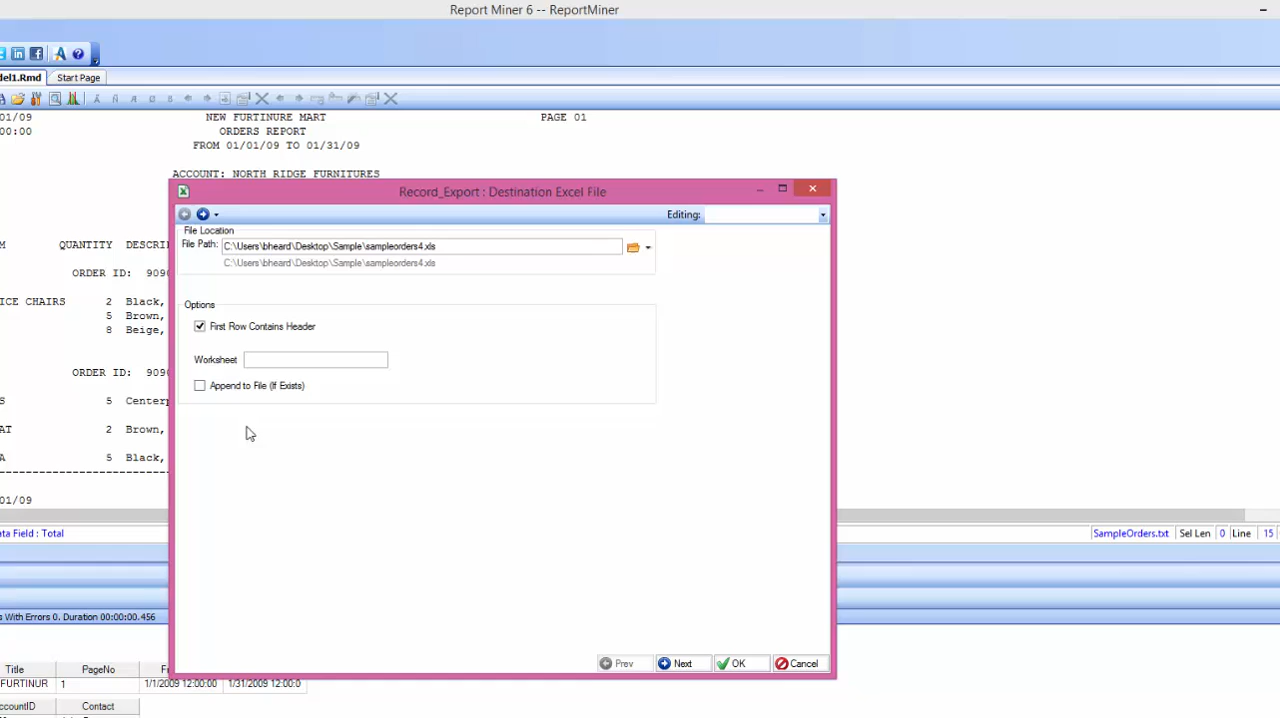 Report Miner 6 -- ReportMiner
del1.Rmd
Start Page
01/09 NEW FURTINURE MART PAGE 01
00:00 ORDERS REPORT
FROM 01/01/09 TO 01/31/09
ACCOUNT: NORTH RIDGE FURNITURES
Record_Export : Destination Excel File
Editing:
File Location
File Path: C:\Users\bheard\Desktop\Sample\sampleorders4.xls
C:\Users\bheard\Desktop\Sample\sampleorders4.xls
Options
First Row Contains Header
Worksheet
Append to File (If Exists)
Prev Next OK Cancel
M QUANTITY DESCRI
ORDER ID: 9090
ICE CHAIRS 2 Black,
5 Brown,
8 Beige,
ORDER ID: 9090
S 5 Centerp
AT 2 Brown,
A 5 Black,
01/09
ata Field : Total
SampleOrders.txt Sel Len 0 Line 15
s With Errors 0. Duration 00:00:00.456
Title PageNo F
FURTINUR 1 1/1/2009 12:00:00 1/31/2009 12:00:0
ccountID Contact